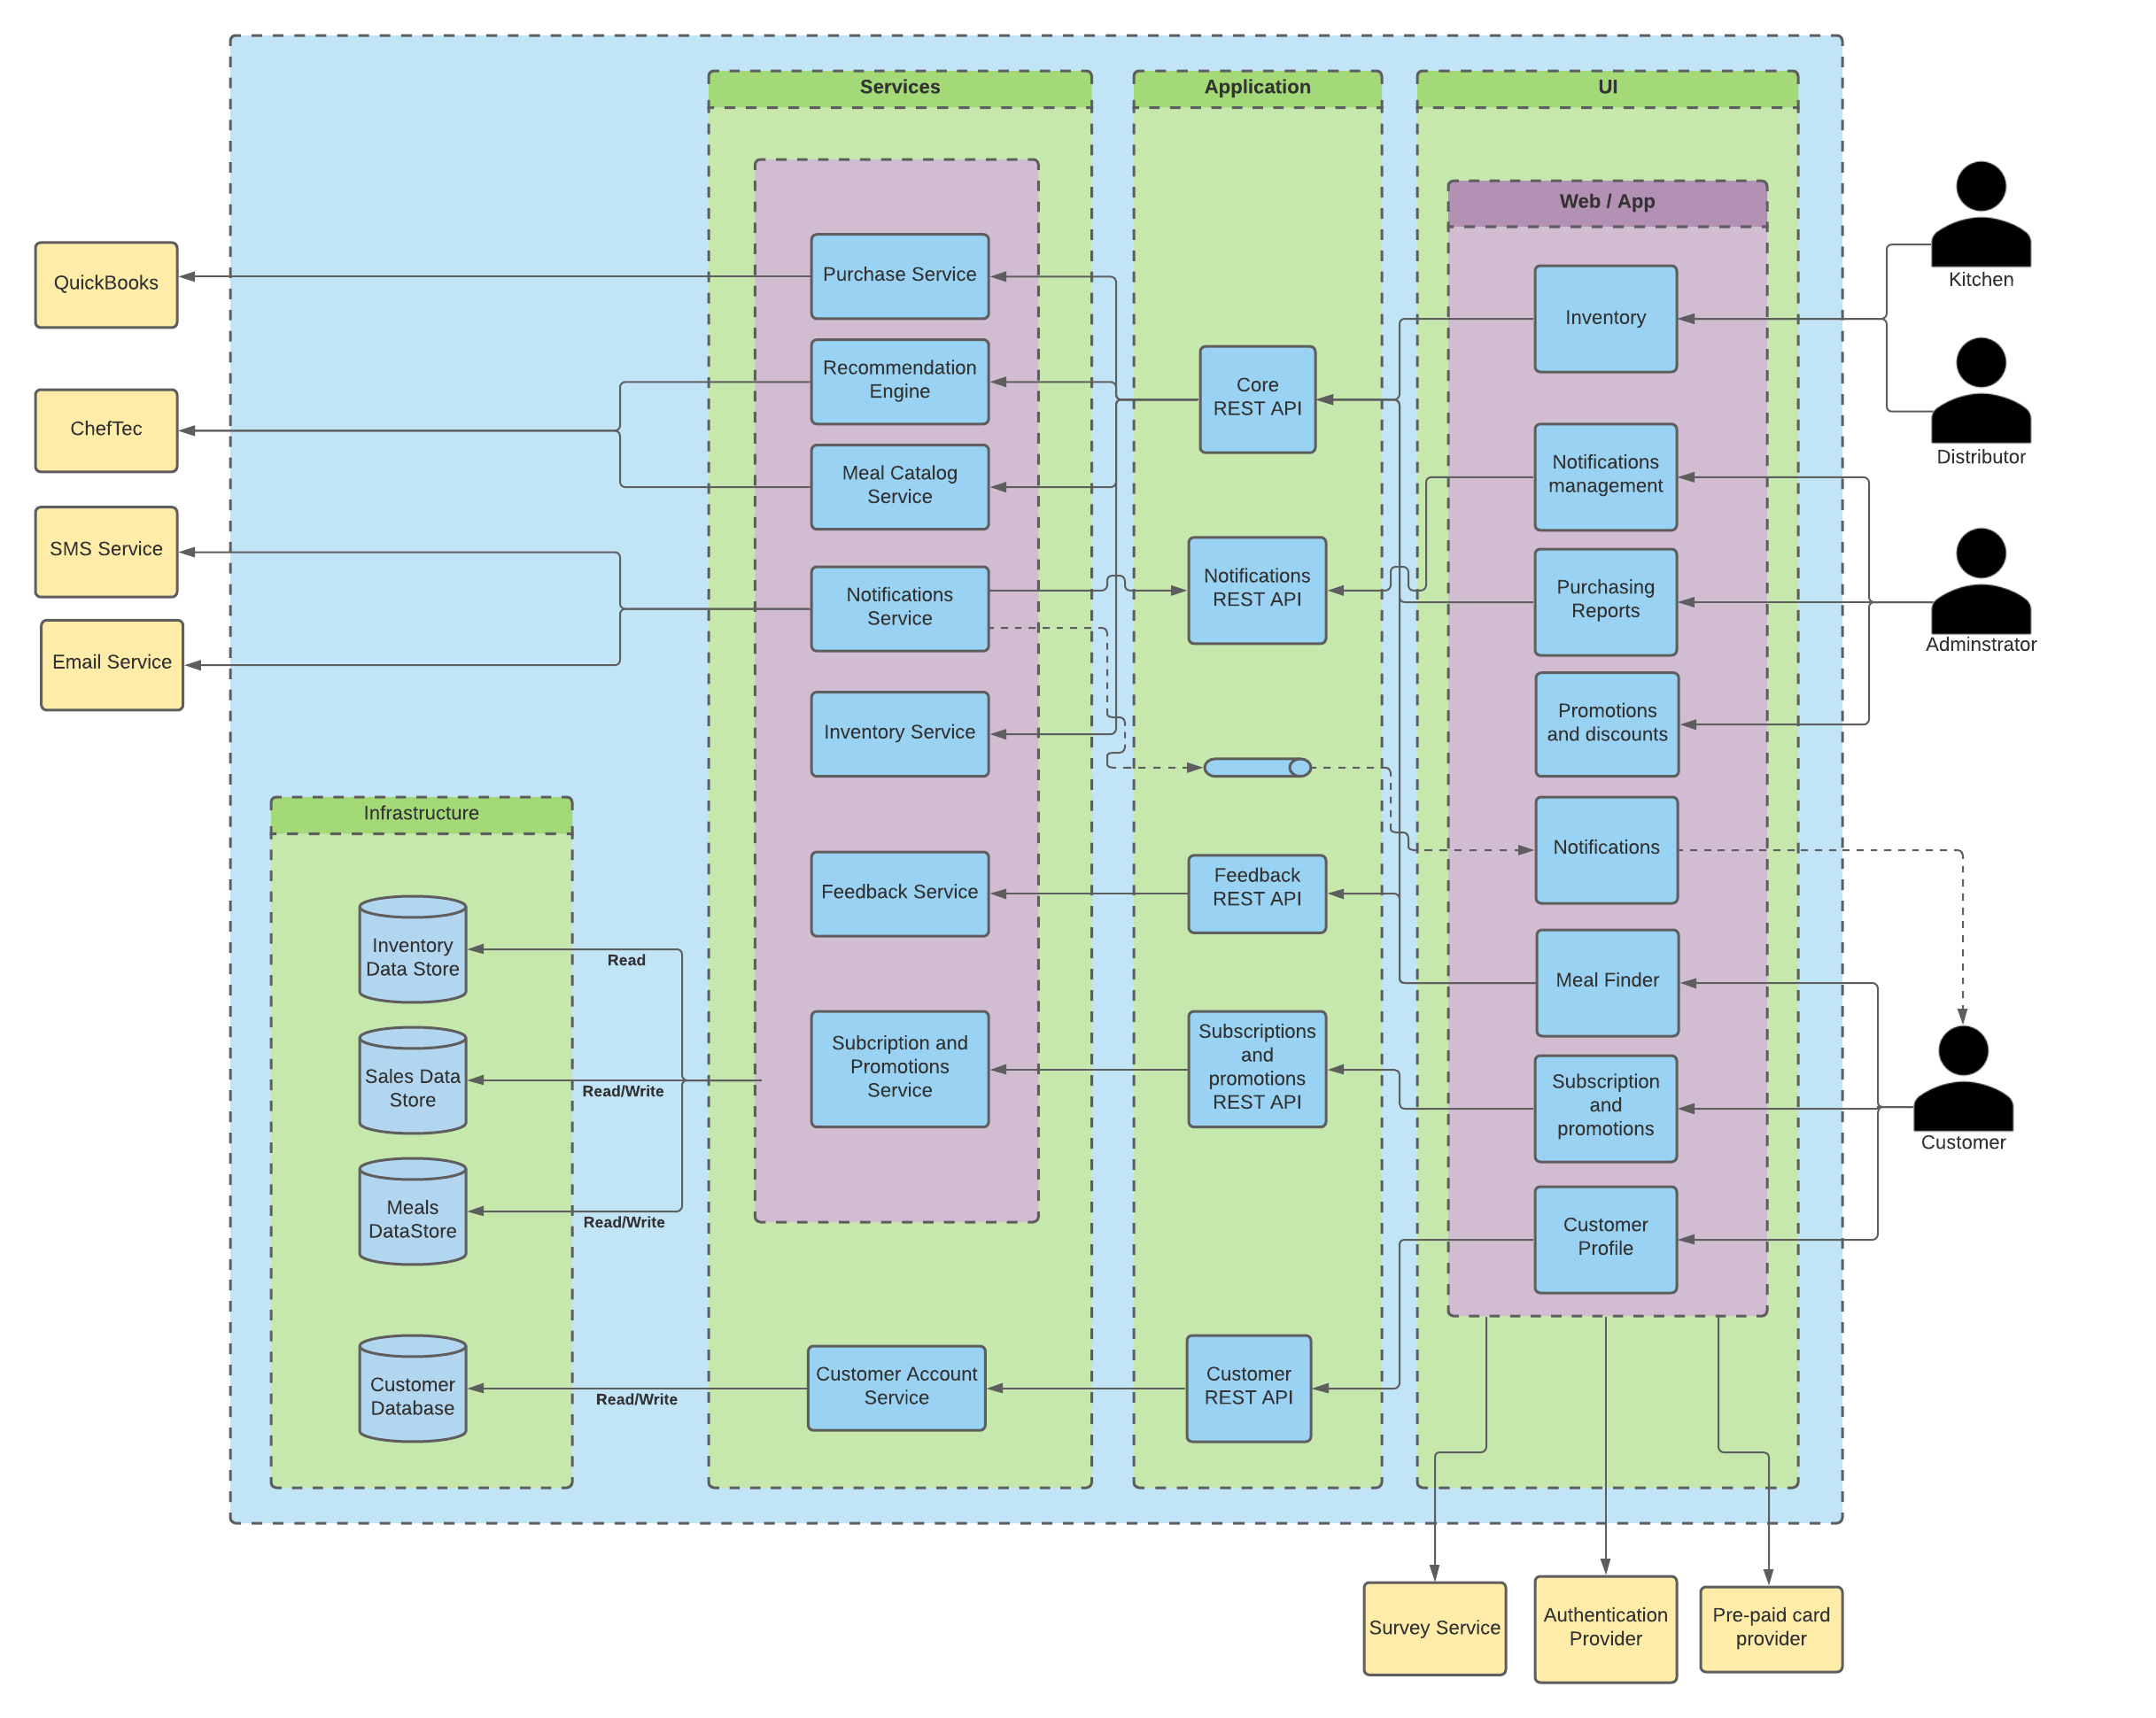 Services
Application
UI
Web / App
Kitchen
Distributor
Adminstrator
Customer
QuickBooks
ChefTec
SMS Service
Email Service
Purchase Service
Recommendation
Engine
Meal Catalog
Service
Notifications
Service
Inventory Service
Feedback Service
Subcription and
Promotions
Service
Customer Account
Service
Core
REST API
Notifications
REST API
Feedback
REST API
Subscriptions
and
promotions
REST API
Customer
REST API
Inventory
Notifications
management
Purchasing
Reports
Promotions
and discounts
Notifications
Meal Finder
Subscription
and
promotions
Customer
Profile
Infrastructure
Inventory
Data Store
Read
Sales Data
Store
Read/Write
Meals
DataStore
Read/Write
Customer
Database
Read/Write
Survey Service
Authentication
Provider
Pre-paid card
provider